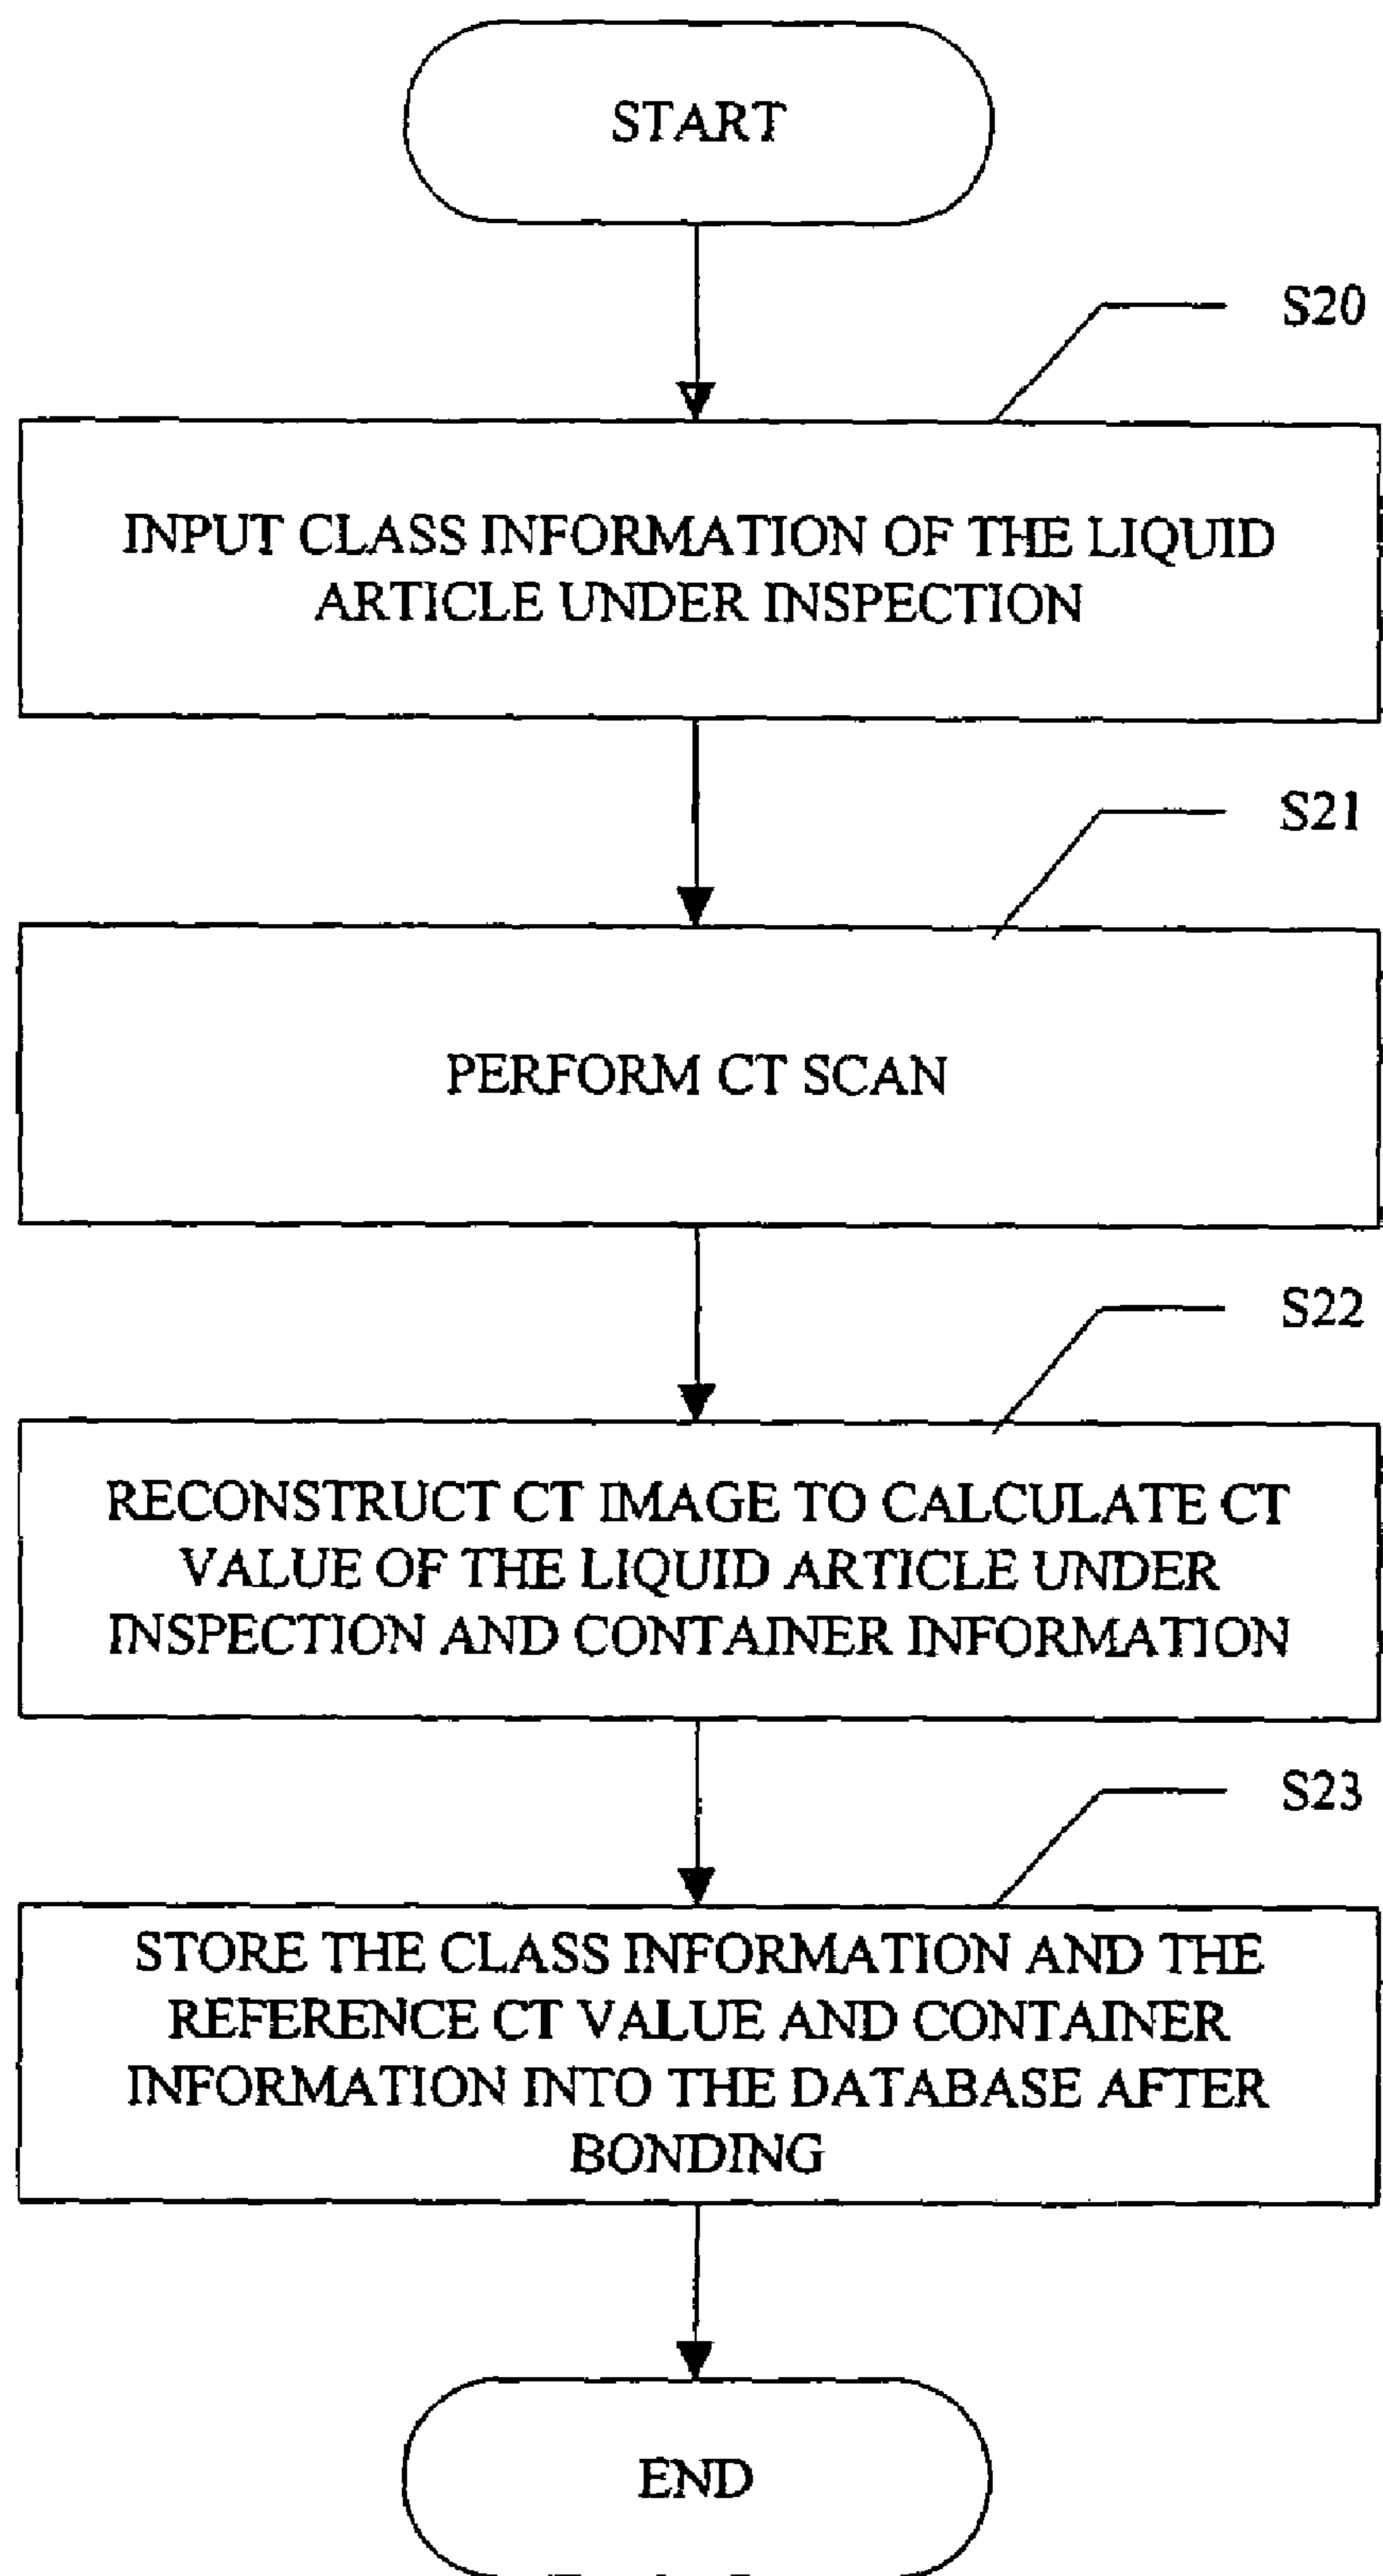 START
S20
INPUT CLASS INFORMATION OF THE LIQUID
ARTICLE UNDER INSPECTION
S21
PERFORM CT SCAN
S22
RECONSTRUCT CT IMAGE TO CALCULATE CT
VALUE OF THE LIQUID ARTICLE UNDER
INSPECTION AND CONTAINER INFORMATION
S23
STORE THE CLASS INFORMATION AND THE
REFERENCE CT VALUE AND CONTAINER
INFORMATION INTO THE DATABASE AFTER
BONDING
END